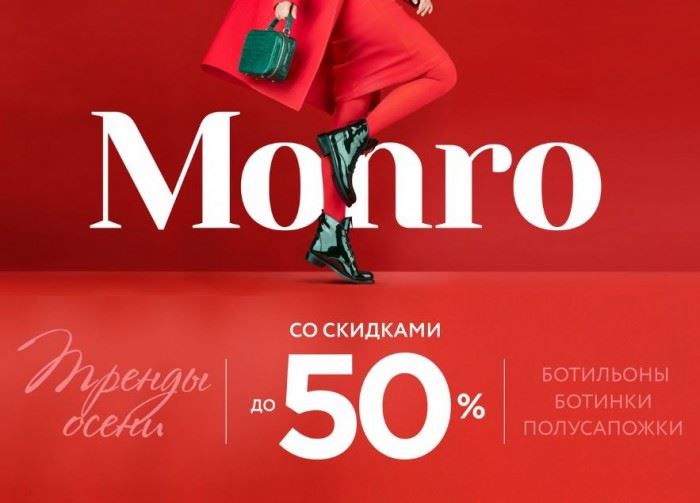 Monro
Тренды
осени
СО СКИДКАМИ
ДО 50%
БОТИЛЬОНЫ
БОТИНКИ
ПОЛУСАПОЖКИ